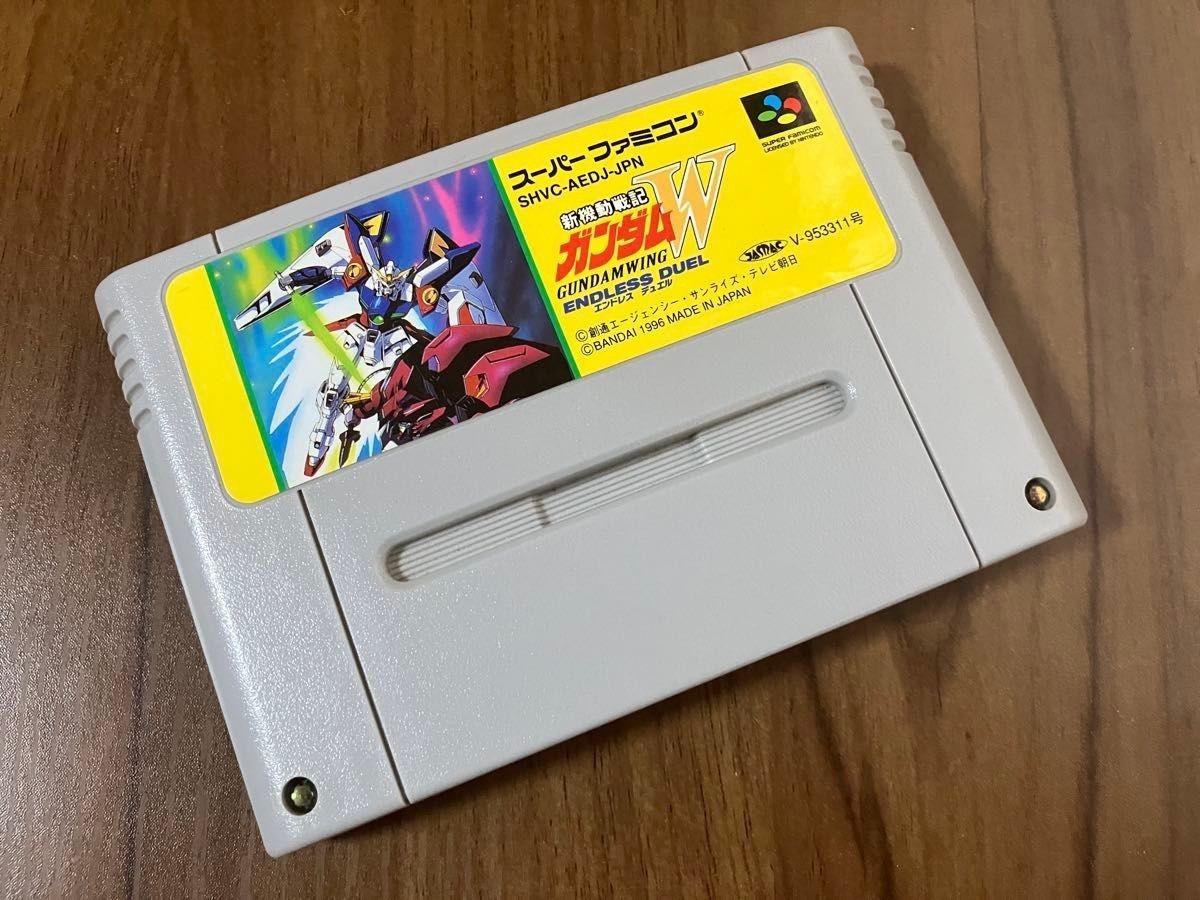 スーパーファミコン®
SHVC-AEDJ-JPN
新機動戦記
ガンダムW
GUNDAMWING
ENDLESS DUEL
エンドレス デュエル
©創通エージェンシー・サンライズ・テレビ朝日
©BANDAI 1996 MADE IN JAPAN
SUPER FAMICOM
LICENSED BY NINTENDO
JASRAC V-953311号